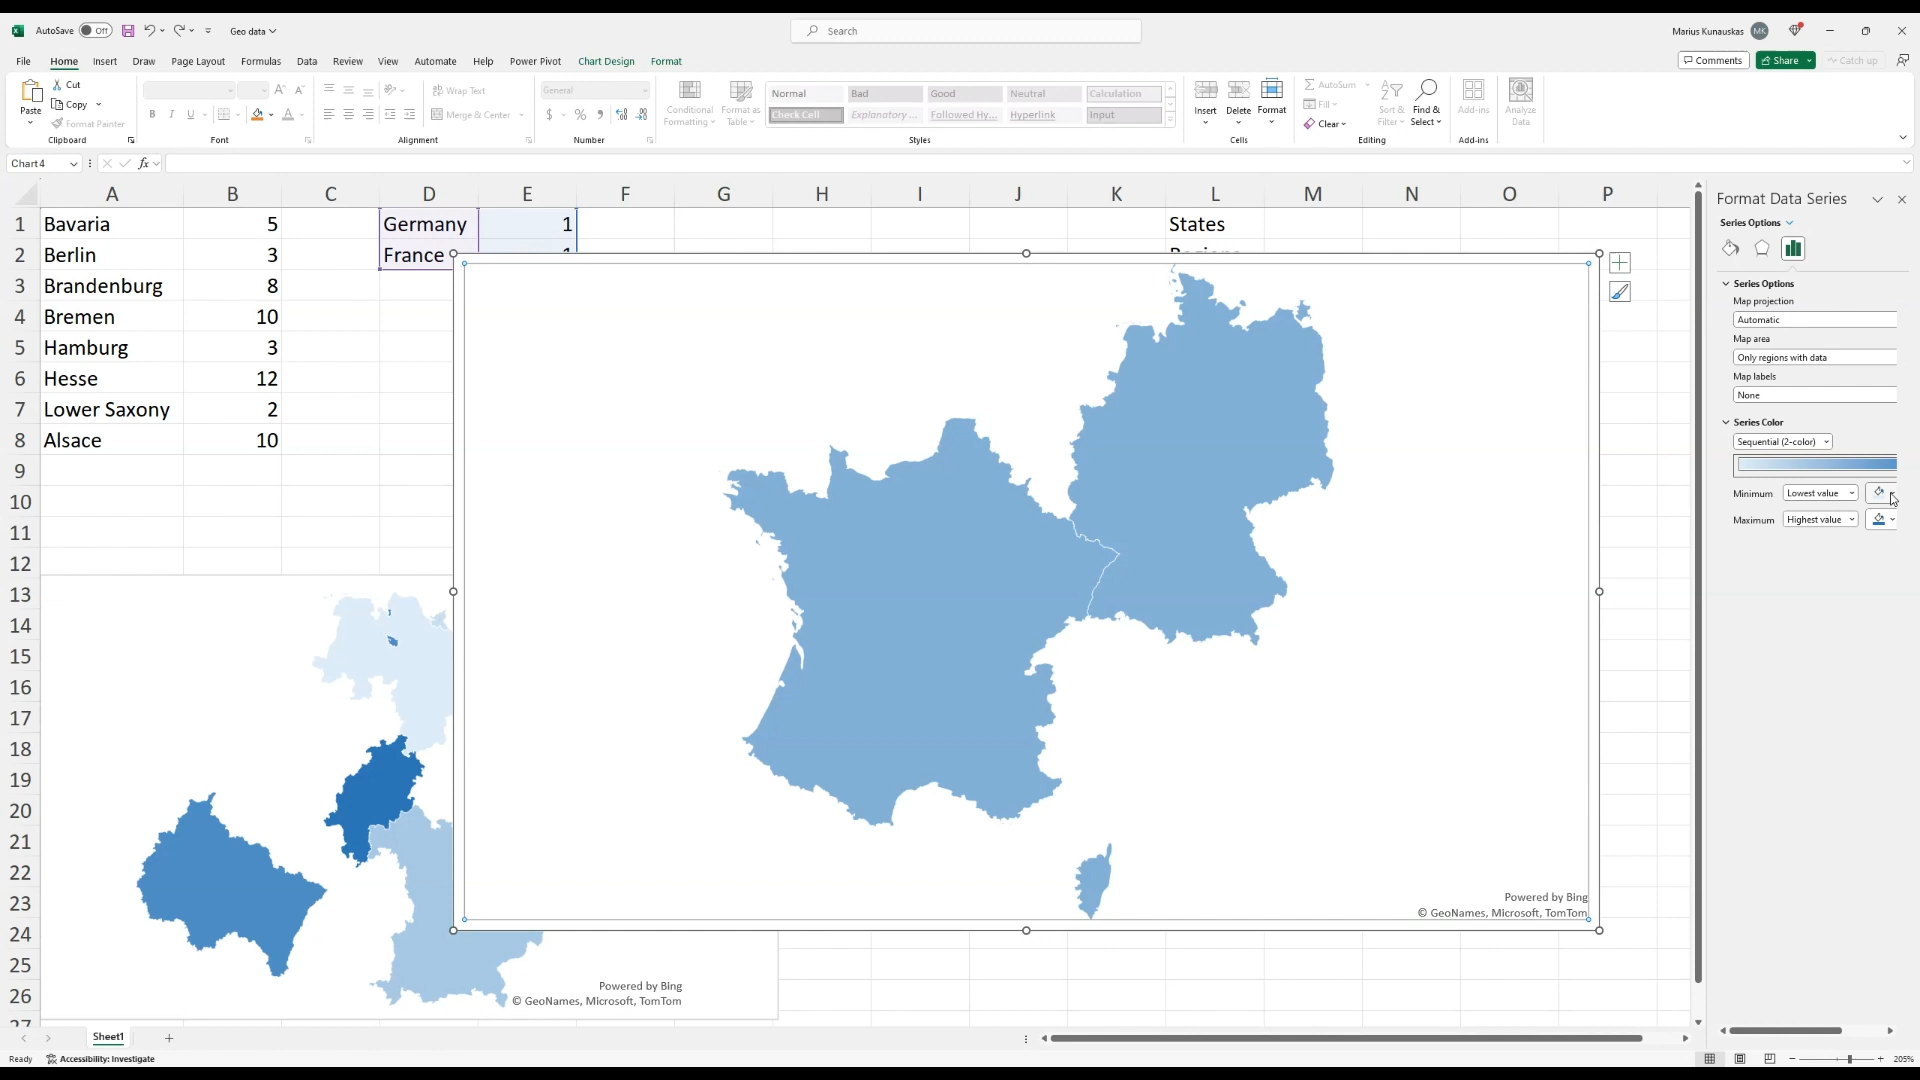 AutoSave Off Geo data Search Marius Kunauskas MK
File Home Insert Draw Page Layout Formulas Data Review View Automate Help Power Pivot Chart Design Format Comments Share Catch up
Paste Cut Copy Format Painter Clipboard
B I U Font
Wrap Text Merge & Center Alignment
General $ % Number
Conditional Formatting Format as Table
Normal Bad Good Neutral Calculation
Check Cell Explanatory ... Followed Hy... Hyperlink Input
Styles
Insert Delete Format Cells
AutoSum Fill Clear Sort & Filter Find & Select Editing
Add-ins Add-ins
Analyze Data
Chart4 fx
A B C D E F G H I J K L M N O P
1 Bavaria 5 Germany 1 States
2 Berlin 3 France
3 Brandenburg 8
4 Bremen 10
5 Hamburg 3
6 Hesse 12
7 Lower Saxony 2
8 Alsace 10
9
10
11
12
13
14
15
16
17
18
19
20
21
22
23
24
25
26
27
Powered by Bing
© GeoNames, Microsoft, TomTom
Powered by Bing
© GeoNames, Microsoft, TomTom
Format Data Series
Series Options
Series Options
Map projection
Automatic
Map area
Only regions with data
Map labels
None
Series Color
Sequential (2-color)
Minimum Lowest value
Maximum Highest value
Sheet1
Ready Accessibility: Investigate 205%